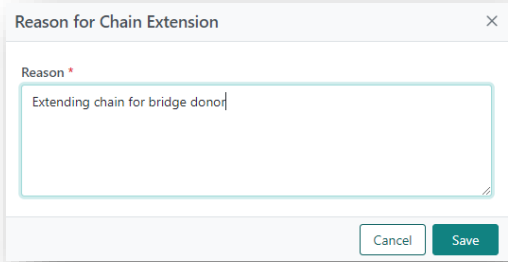 Reason for Chain Extension
Reason *
Extending chain for bridge donor
Cancel Save